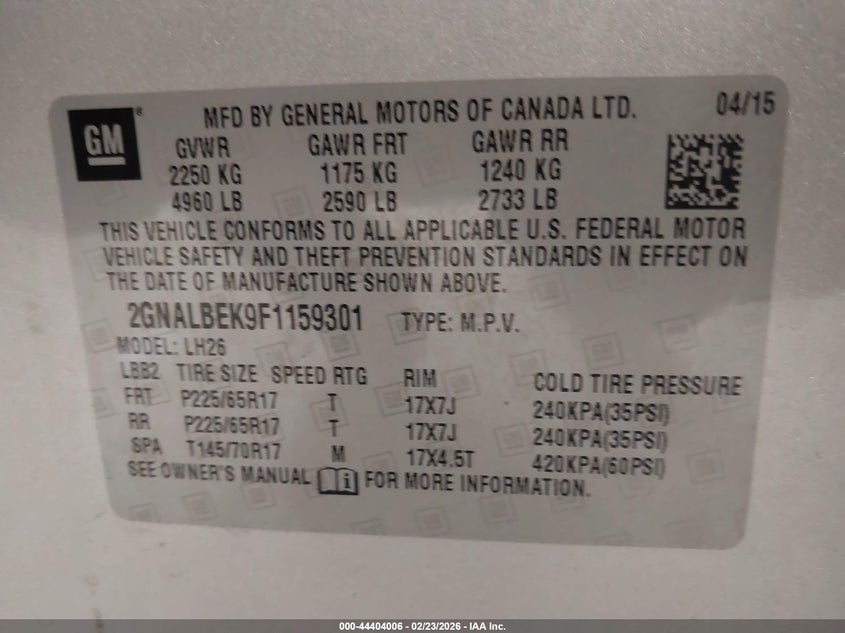 GM
MFD BY GENERAL MOTORS OF CANADA LTD. 04/15
GVWR GAWR FRT GAWR RR
2250 KG 1175 KG 1240 KG
4960 LB 2590 LB 2733 LB
THIS VEHICLE CONFORMS TO ALL APPLICABLE U.S. FEDERAL MOTOR
VEHICLE SAFETY AND THEFT PREVENTION STANDARDS IN EFFECT ON
THE DATE OF MANUFACTURE SHOWN ABOVE.
2GNALBEK9F1159301 TYPE: M.P.V.
MODEL: LH26
LBB2 TIRE SIZE SPEED RTG RIM COLD TIRE PRESSURE
FRT P225/65R17 T 17X7J 240KPA(35PSI)
RR P225/65R17 T 17X7J 240KPA(35PSI)
SPA T145/70R17 M 17X4.5T 420KPA(60PSI)
SEE OWNER'S MANUAL FOR MORE INFORMATION.
000-44404006 - 02/23/2026 - IAA Inc.